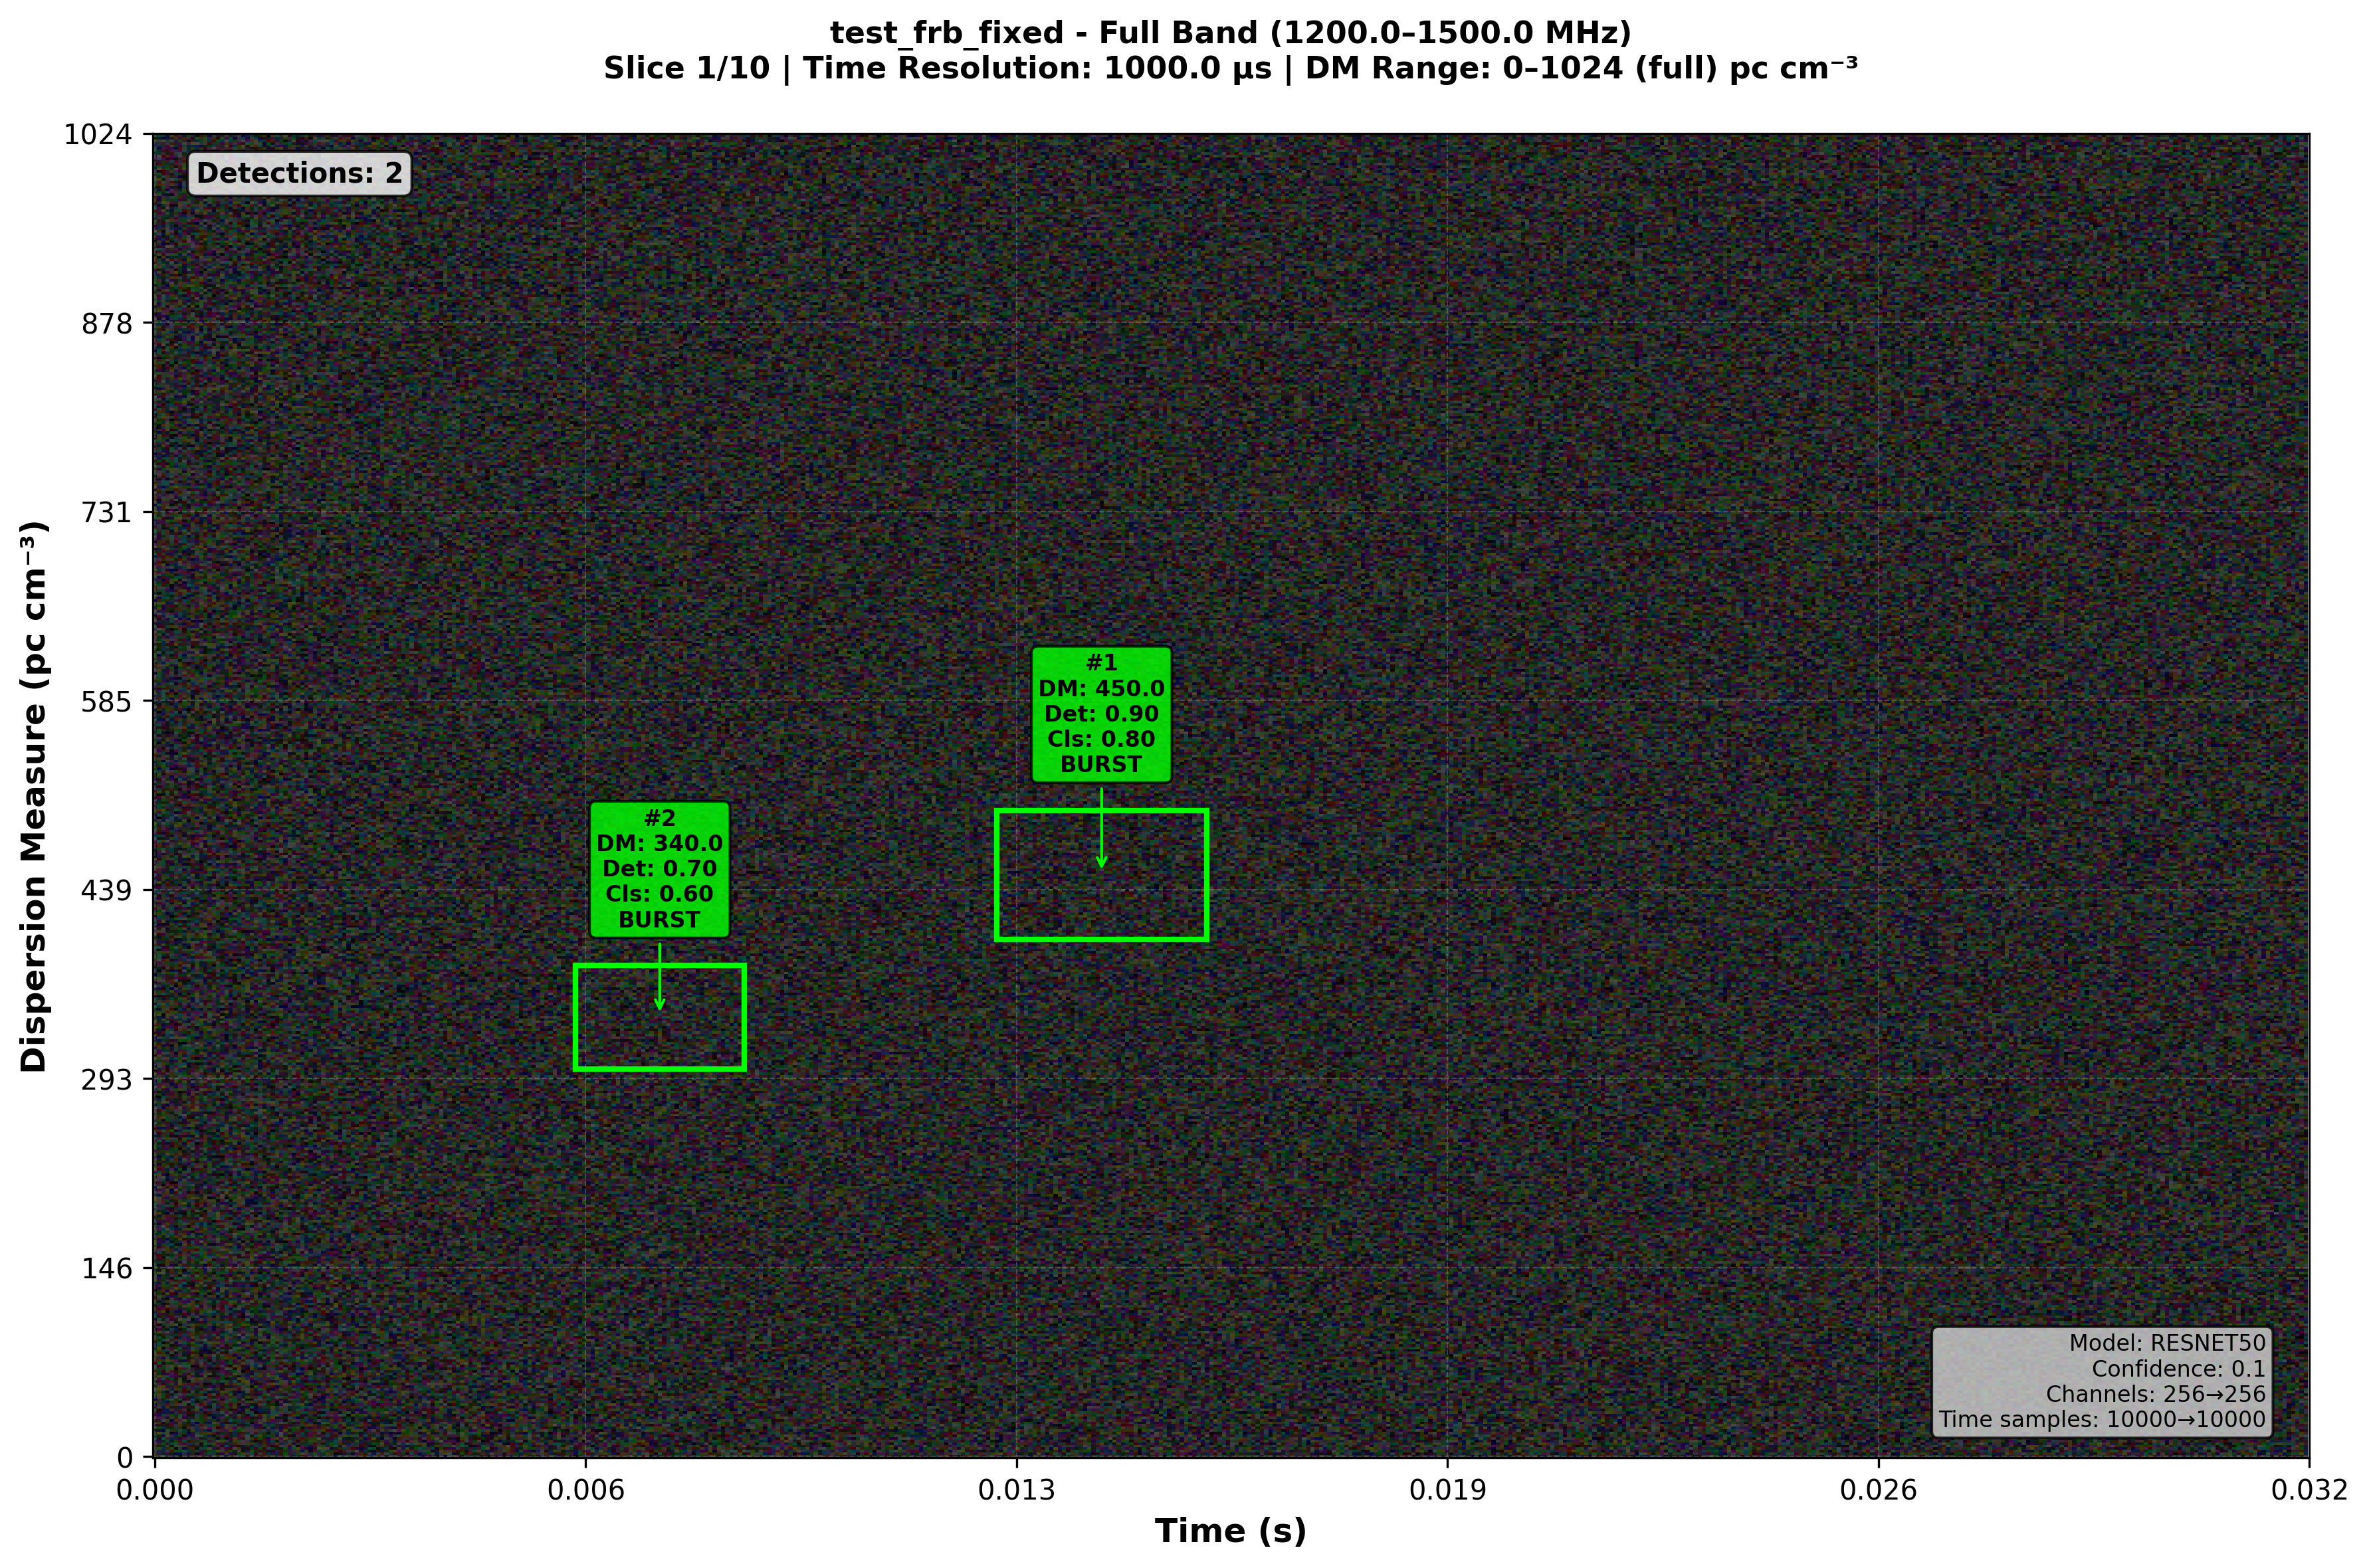 test_frb_fixed - Full Band (1200.0–1500.0 MHz)
Slice 1/10 | Time Resolution: 1000.0 μs | DM Range: 0–1024 (full) pc cm⁻³
Detections: 2
Dispersion Measure (pc cm⁻³)
1024
878
731
585
439
293
146
0
#1
DM: 450.0
Det: 0.90
Cls: 0.80
BURST
#2
DM: 340.0
Det: 0.70
Cls: 0.60
BURST
Model: RESNET50
Confidence: 0.1
Channels: 256→256
Time samples: 10000→10000
0.000
0.006
0.013
0.019
0.026
0.032
Time (s)